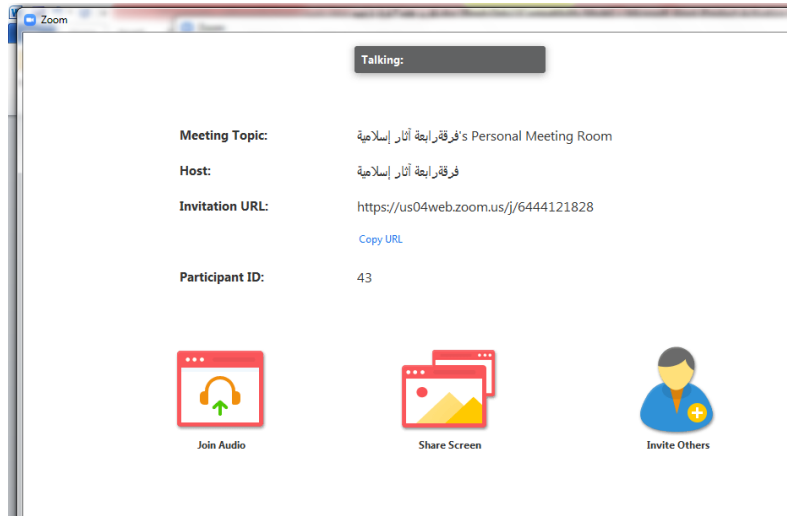 Zoom
Talking:
Meeting Topic: فرقةرابعة آثار إسلامية's Personal Meeting Room
Host: فرقةرابعة آثار إسلامية
Invitation URL: https://us04web.zoom.us/j/6444121828
Copy URL
Participant ID: 43
Join Audio Share Screen Invite Others